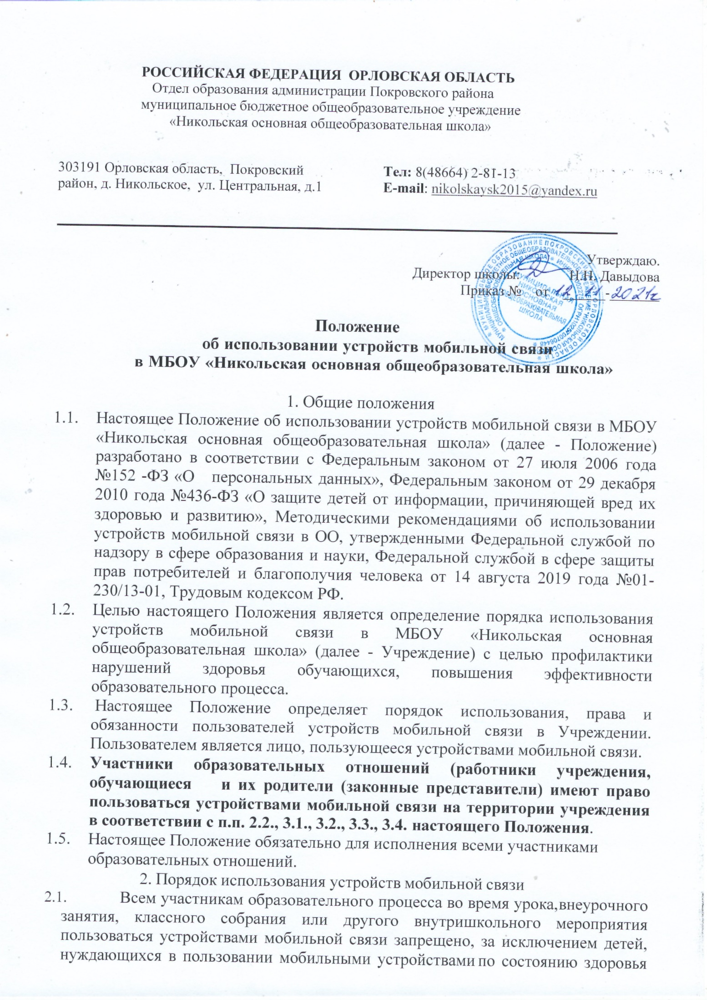 РОССИЙСКАЯ ФЕДЕРАЦИЯ ОРЛОВСКАЯ ОБЛАСТЬ
Отдел образования администрации Покровского района
муниципальное бюджетное общеобразовательное учреждение
«Никольская основная общеобразовательная школа»
303191 Орловская область, Покровский
район, д. Никольское, ул. Центральная, д.1
Тел: 8(48664) 2-81-13
E-mail: nikolskaysk2015@yandex.ru
Утверждаю.
Директор школы: Н.Н. Давыдова
Приказ № от 12 11 -2021г
МУНИЦИПАЛЬНАЯ
НИКОЛЬСКАЯ
ОСНОВНАЯ
ОБЩЕОБРАЗОВАТЕЛЬНАЯ
ШКОЛА
Положение
об использовании устройств мобильной связи
в МБОУ «Никольская основная общеобразовательная школа»
1. Общие положения
1.1. Настоящее Положение об использовании устройств мобильной связи в МБОУ
«Никольская основная общеобразовательная школа» (далее - Положение)
разработано в соответствии с Федеральным законом от 27 июля 2006 года
№152 -ФЗ «О персональных данных», Федеральным законом от 29 декабря
2010 года №436-ФЗ «О защите детей от информации, причиняющей вред их
здоровью и развитию», Методическими рекомендациями об использовании
устройств мобильной связи в ОО, утвержденными Федеральной службой по
надзору в сфере образования и науки, Федеральной службой в сфере защиты
прав потребителей и благополучия человека от 14 августа 2019 года №01-
230/13-01, Трудовым кодексом РФ.
1.2. Целью настоящего Положения является определение порядка использования
устройств мобильной связи в МБОУ «Никольская основная
общеобразовательная школа» (далее - Учреждение) с целью профилактики
нарушений здоровья обучающихся, повышения эффективности
образовательного процесса.
1.3. Настоящее Положение определяет порядок использования, права и
обязанности пользователей устройств мобильной связи в Учреждении.
Пользователем является лицо, пользующееся устройствами мобильной связи.
1.4. Участники образовательных отношений (работники учреждения,
обучающиеся и их родители (законные представители) имеют право
пользоваться устройствами мобильной связи на территории учреждения
в соответствии с п.п. 2.2., 3.1., 3.2., 3.3., 3.4. настоящего Положения.
1.5. Настоящее Положение обязательно для исполнения всеми участниками
образовательных отношений.
2. Порядок использования устройств мобильной связи
2.1. Всем участникам образовательного процесса во время урока,внеурочного
занятия, классного собрания или другого внутришкольного мероприятия
пользоваться устройствами мобильной связи запрещено, за исключением детей,
нуждающихся в пользовании мобильными устройствами по состоянию здоровья